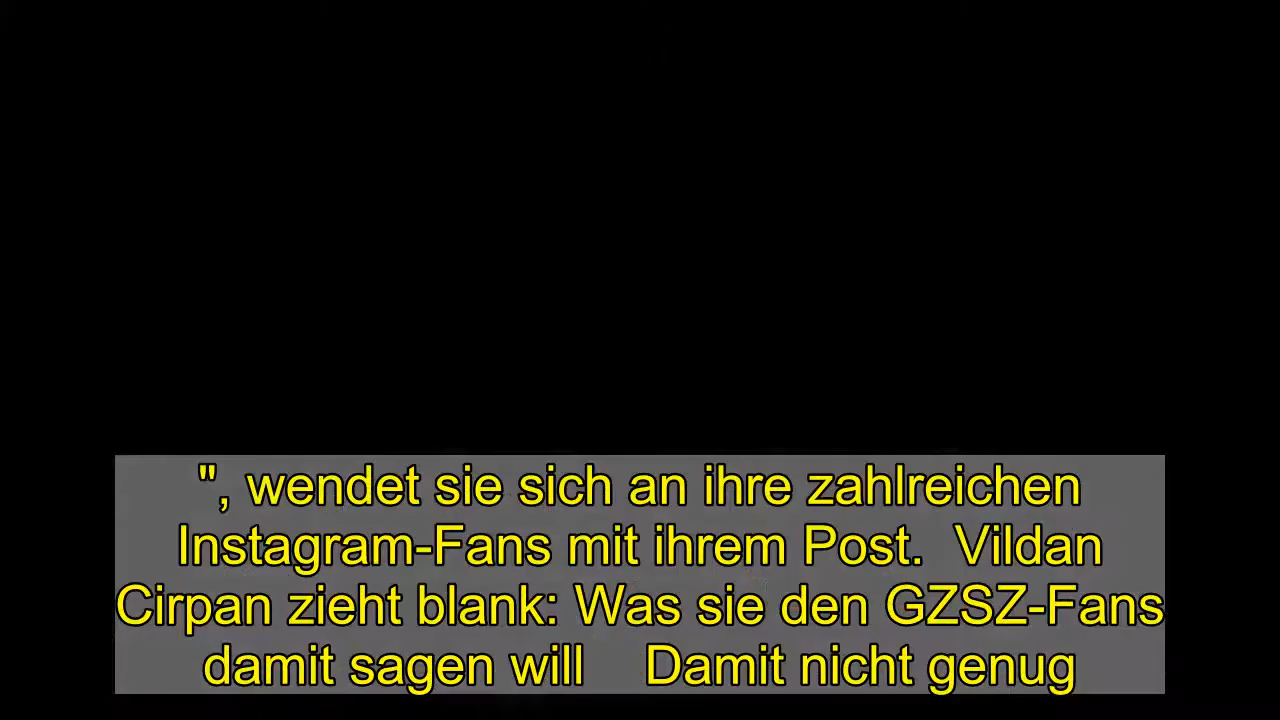 ", wendet sie sich an ihre zahlreichen
Instagram-Fans mit ihrem Post.  Vildan
Cirpan zieht blank: Was sie den GZSZ-Fans
damit sagen will    Damit nicht genug